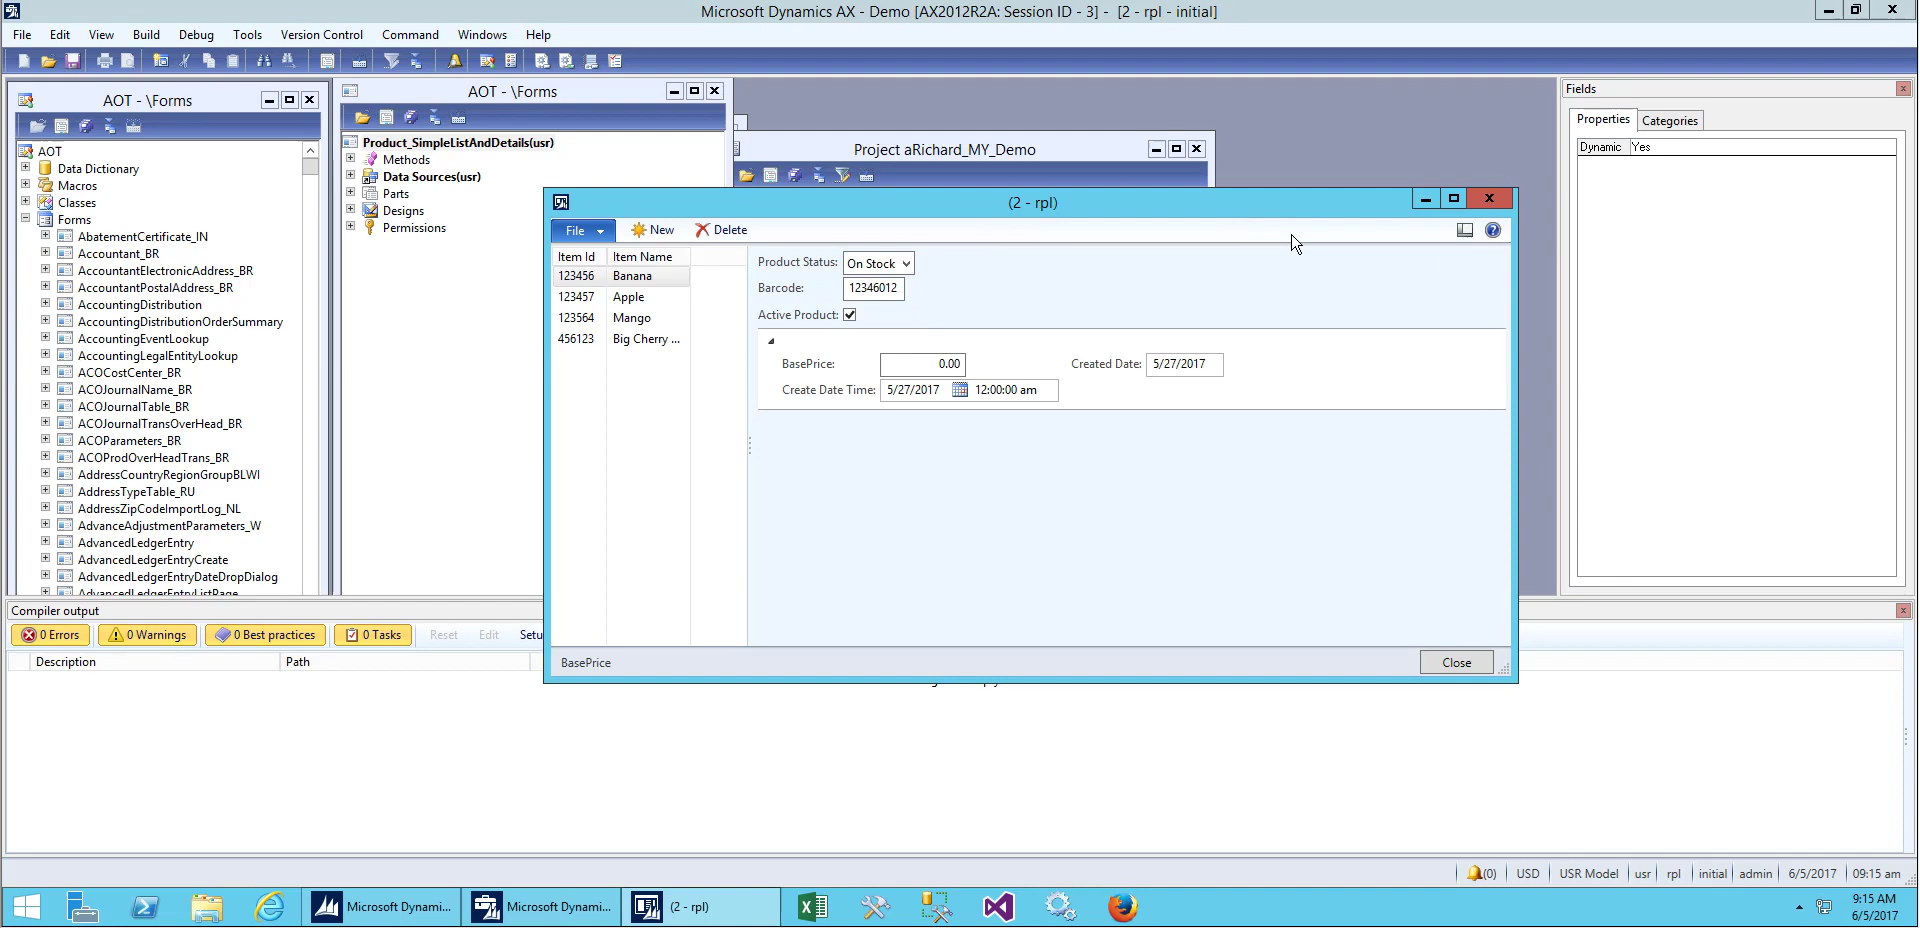 Microsoft Dynamics AX - Demo [AX2012R2A: Session ID - 3] - [2 - rpl - initial]
File Edit View Build Debug Tools Version Control Command Windows Help
AOT - \Forms
AOT
Data Dictionary
Macros
Classes
Forms
AbatementCertificate_IN
Accountant_BR
AccountantElectronicAddress_BR
AccountantPostalAddress_BR
AccountingDistribution
AccountingDistributionOrderSummary
AccountingEventLookup
AccountingLegalEntityLookup
ACOCostCenter_BR
ACOJournalName_BR
ACOJournalTable_BR
ACOJournalTransOverHead_BR
ACOParameters_BR
ACOProdOverHeadTrans_BR
AddressCountryRegionGroupBLWI
AddressTypeTable_RU
AddressZipCodeImportLog_NL
AdvanceAdjustmentParameters_W
AdvancedLedgerEntry
AdvancedLedgerEntryCreate
AdvancedLedgerEntryDateDropDialog
AdvancedLedgerEntryListPage
AOT - \Forms
Product_SimpleListAndDetails(usr)
Methods
Data Sources(usr)
Parts
Designs
Permissions
Project aRichard_MY_Demo
(2 - rpl)
File New Delete
Item Id Item Name
123456 Banana
123457 Apple
123564 Mango
456123 Big Cherry ...
Product Status: On Stock
Barcode: 12346012
Active Product:
BasePrice: 0.00 Created Date: 5/27/2017
Create Date Time: 5/27/2017 12:00:00 am
BasePrice Close
Fields
Properties Categories
Dynamic Yes
Compiler output
0 Errors 0 Warnings 0 Best practices 0 Tasks Reset Edit Setu
Description Path
(0) USD USR Model usr rpl initial admin 6/5/2017 09:15 am
Microsoft Dynami... Microsoft Dynami... (2 - rpl)
9:15 AM
6/5/2017